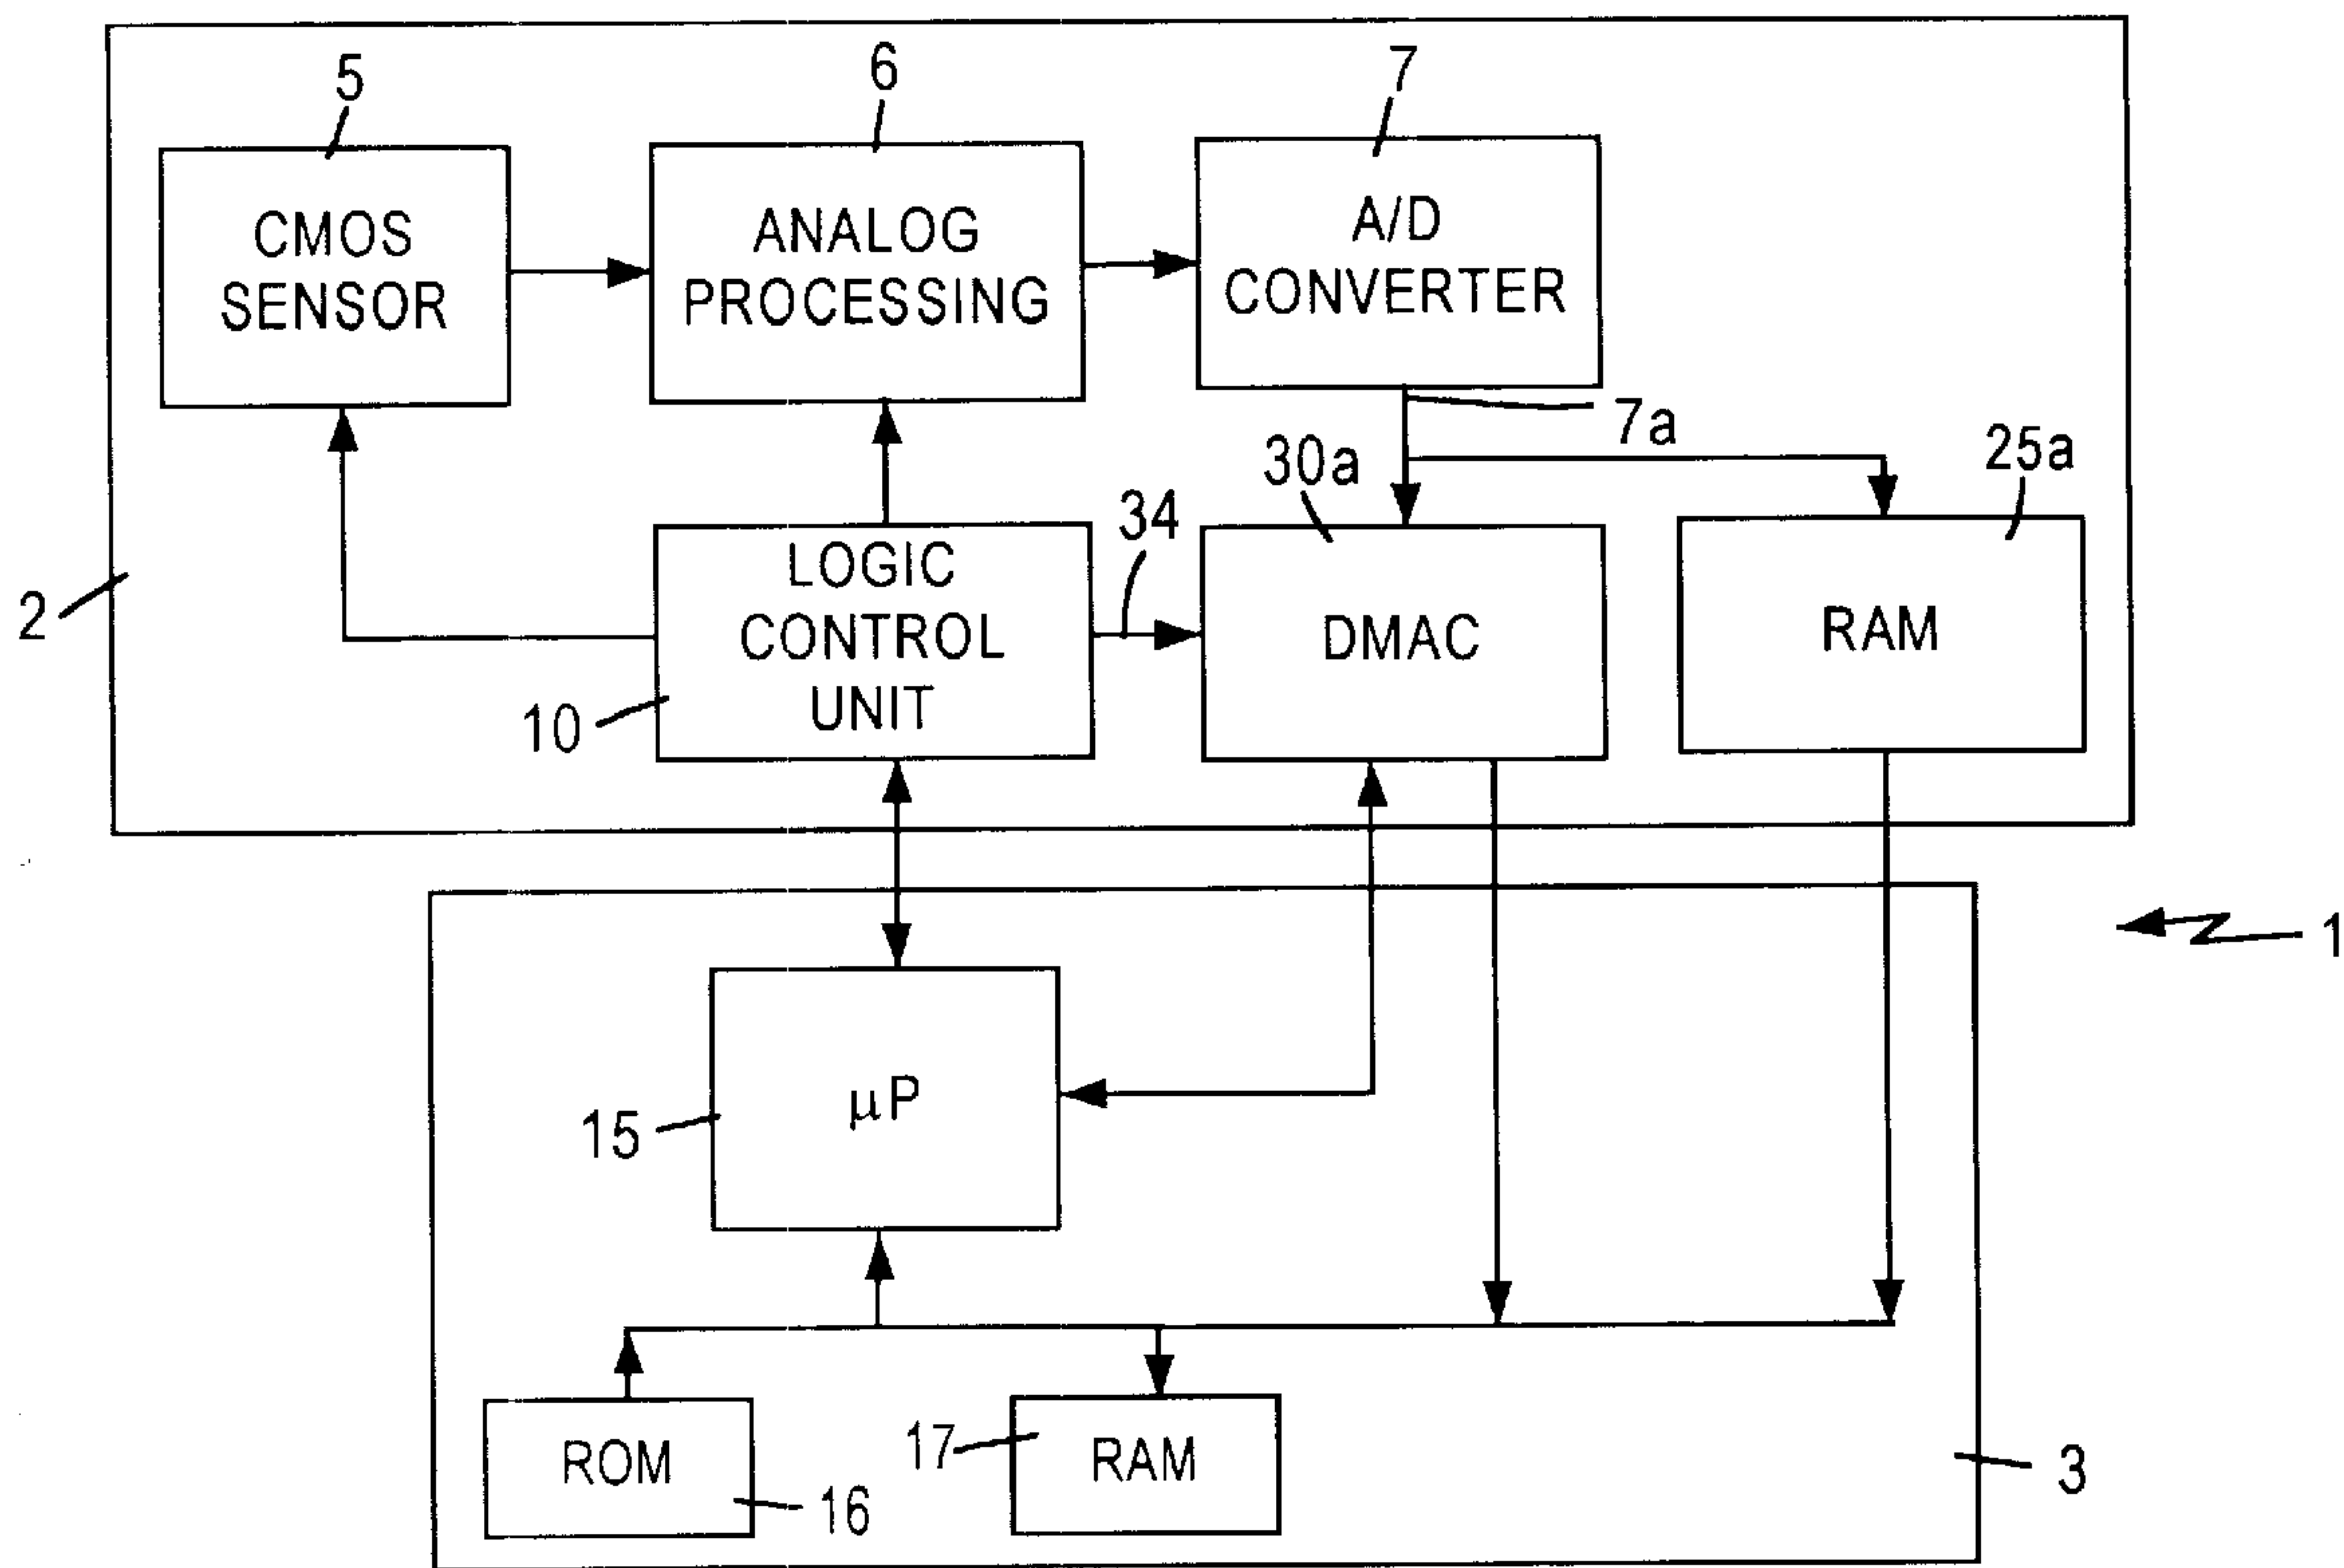 5
6
7
CMOS
SENSOR
ANALOG
PROCESSING
A/D
CONVERTER
7a
30a
25a
34
2
LOGIC
CONTROL
UNIT
DMAC
RAM
10
1
15
µP
ROM
16
17
RAM
3